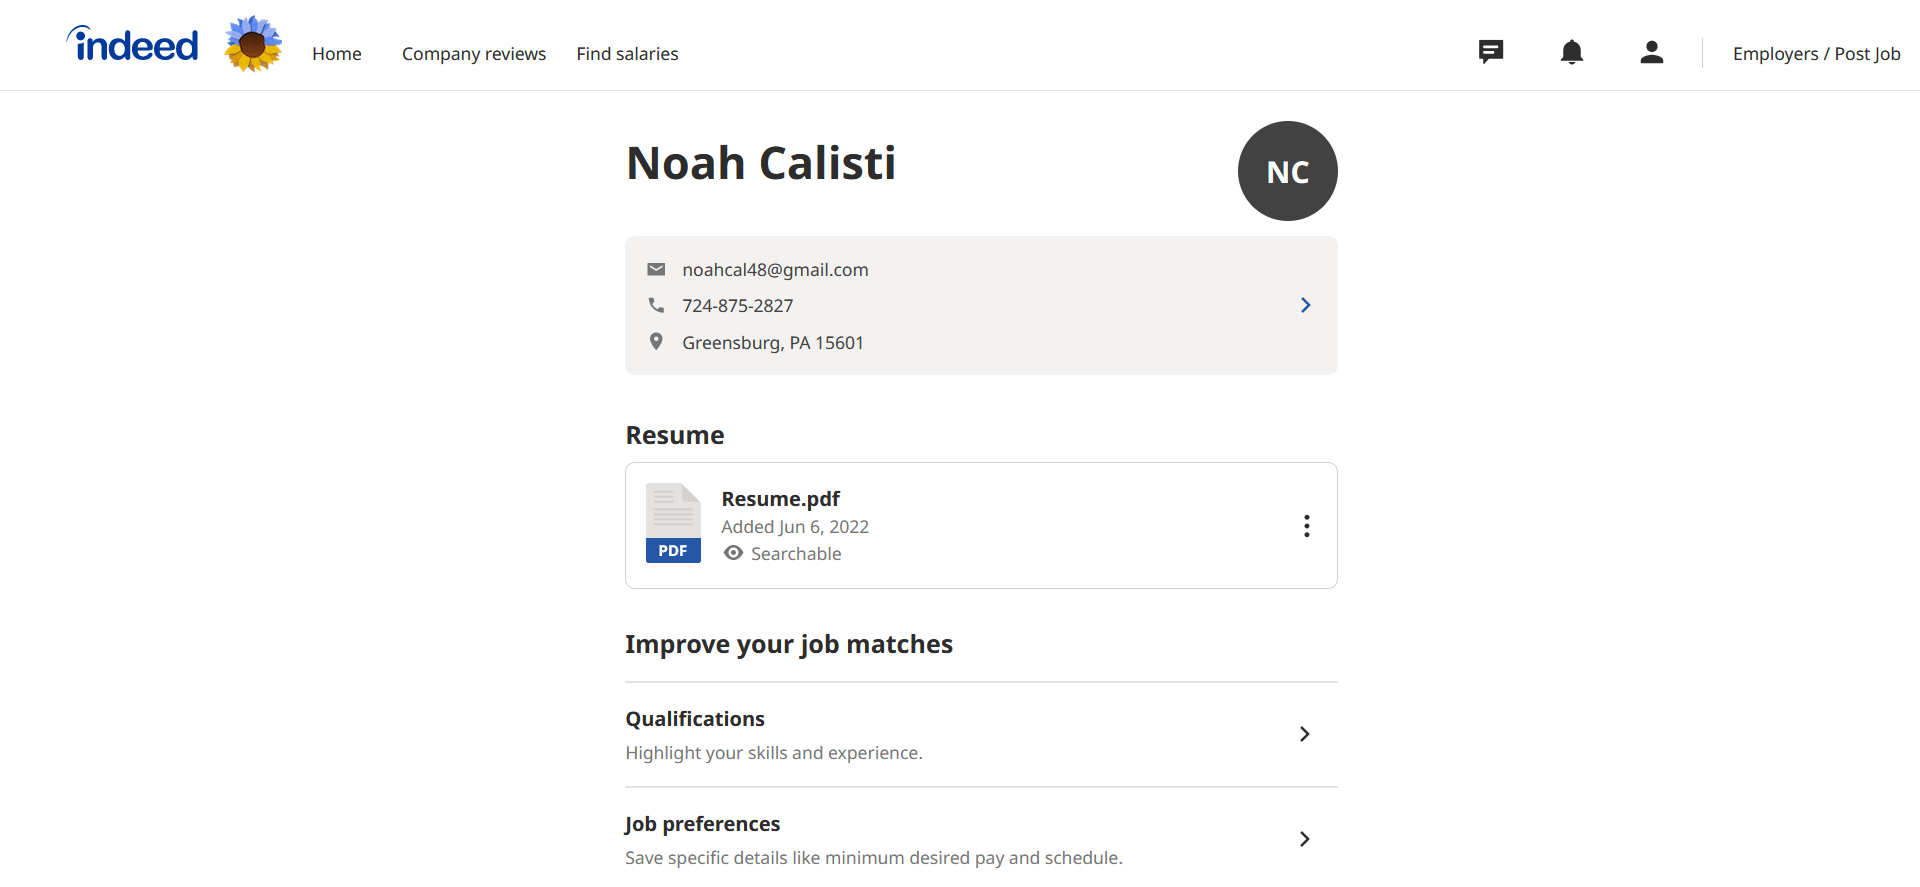 indeed
Home
Company reviews
Find salaries
Employers / Post Job
Noah Calisti
NC
noahcal48@gmail.com
724-875-2827
Greensburg, PA 15601
Resume
PDF
Resume.pdf
Added Jun 6, 2022
Searchable
Improve your job matches
Qualifications
Highlight your skills and experience.
Job preferences
Save specific details like minimum desired pay and schedule.